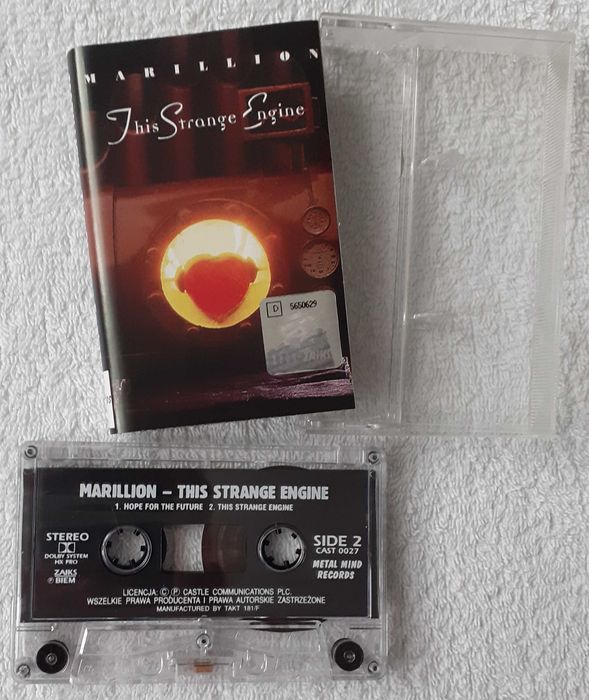 MARILLION
This Strange Engine
D 5650629
MARILLION – THIS STRANGE ENGINE
1. HOPE FOR THE FUTURE 2. THIS STRANGE ENGINE
STEREO
DOLBY SYSTEM
HX PRO
ZAIKS
℗ BIEM
SIDE 2
CAST 0027
METAL MIND
RECORDS
LICENCJA: © ℗ CASTLE COMMUNICATIONS PLC.
WSZELKIE PRAWA PRODUCENTA I PRAWA AUTORSKIE ZASTRZEŻONE
MANUFACTURED BY TAKT 181/F